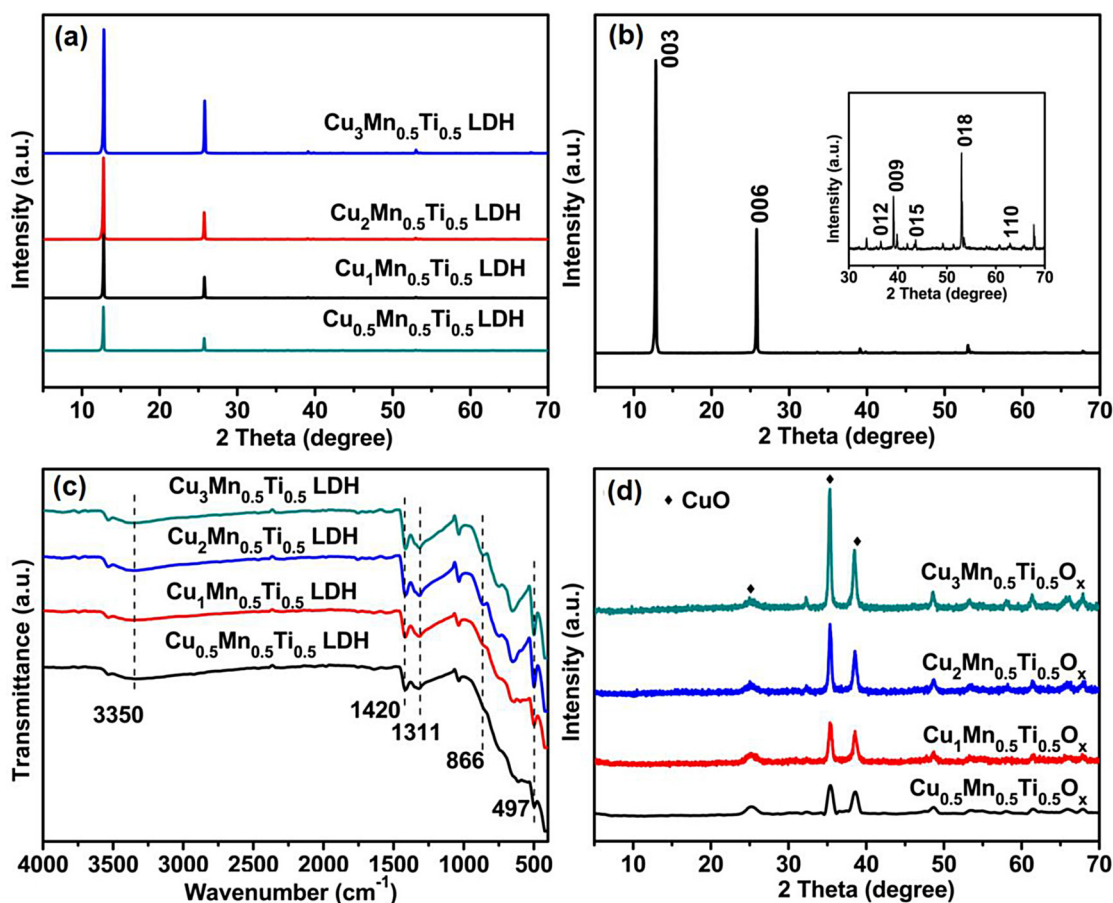 (a)
Cu3Mn0.5Ti0.5 LDH
Cu2Mn0.5Ti0.5 LDH
Cu1Mn0.5Ti0.5 LDH
Cu0.5Mn0.5Ti0.5 LDH
Intensity (a.u.)
10 20 30 40 50 60 70
2 Theta (degree)
(b)
003
006
Intensity (a.u.)
012
009
015
018
110
30 40 50 60 70
2 Theta (degree)
Intensity (a.u.)
10 20 30 40 50 60 70
2 Theta (degree)
(c)
Cu3Mn0.5Ti0.5 LDH
Cu2Mn0.5Ti0.5 LDH
Cu1Mn0.5Ti0.5 LDH
Cu0.5Mn0.5Ti0.5 LDH
3350
1420
1311
866
497
Transmittance (a.u.)
4000 3500 3000 2500 2000 1500 1000 500
Wavenumber (cm-1)
(d)
♦ CuO
Cu3Mn0.5Ti0.5Ox
Cu2Mn0.5Ti0.5Ox
Cu1Mn0.5Ti0.5Ox
Cu0.5Mn0.5Ti0.5Ox
Intensity (a.u.)
10 20 30 40 50 60 70
2 Theta (degree)